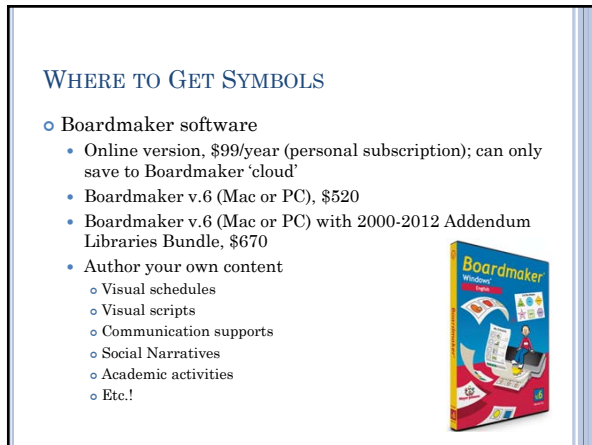 WHERE TO GET SYMBOLS
Boardmaker software
Online version, $99/year (personal subscription); can only
save to Boardmaker ‘cloud’
Boardmaker v.6 (Mac or PC), $520
Boardmaker v.6 (Mac or PC) with 2000-2012 Addendum
Libraries Bundle, $670
Author your own content
Visual schedules
Visual scripts
Communication supports
Social Narratives
Academic activities
Etc.!
Boardmaker
Windows
English
Boardmaker
v.6